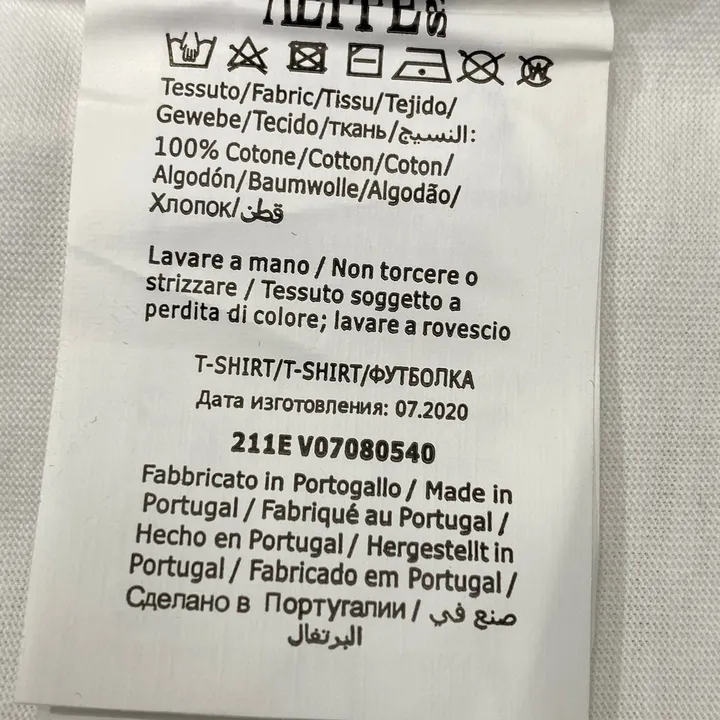 Tessuto/Fabric/Tissu/Tejido/
Gewebe/Tecido/ткань/النسيج:
100% Cotone/Cotton/Coton/
Algodón/Baumwolle/Algodão/
Хлопок/قطن
Lavare a mano / Non torcere o
strizzare / Tessuto soggetto a
perdita di colore; lavare a rovescio
T-SHIRT/T-SHIRT/ФУТБОЛКА
Дата изготовления: 07.2020
211E V07080540
Fabbricato in Portogallo / Made in
Portugal / Fabriqué au Portugal /
Hecho en Portugal / Hergestellt in
Portugal / Fabricado em Portugal /
Сделано в Португалии / صنع في
البرتغال